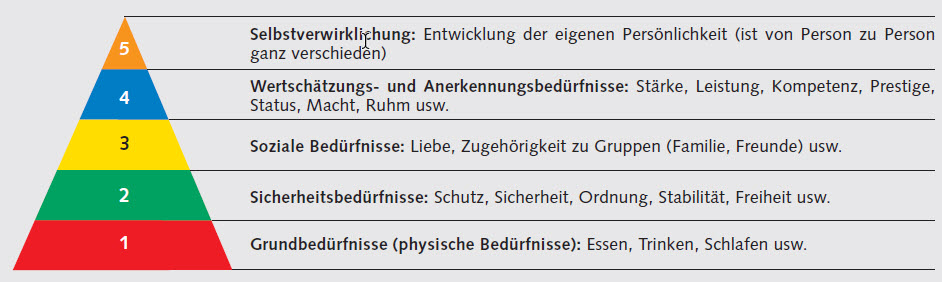 5
Selbstverwirklichung: Entwicklung der eigenen Persönlichkeit (ist von Person zu Person
ganz verschieden)
4
Wertschätzungs- und Anerkennungsbedürfnisse: Stärke, Leistung, Kompetenz, Prestige,
Status, Macht, Ruhm usw.
3
Soziale Bedürfnisse: Liebe, Zugehörigkeit zu Gruppen (Familie, Freunde) usw.
2
Sicherheitsbedürfnisse: Schutz, Sicherheit, Ordnung, Stabilität, Freiheit usw.
1
Grundbedürfnisse (physische Bedürfnisse): Essen, Trinken, Schlafen usw.